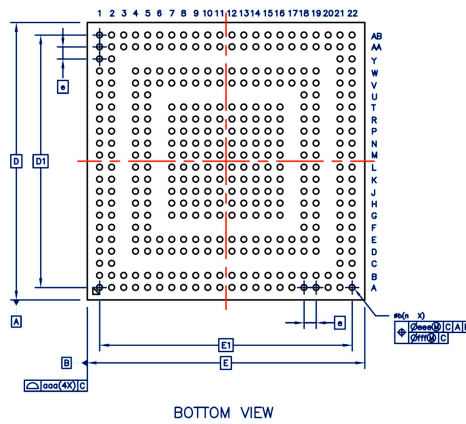 1 2 3 4 5 6 7 8 9 10 11 12 13 14 15 16 17 18 19 20 21 22
AB
AA
Y
W
V
U
T
R
P
N
M
L
K
J
H
G
F
E
D
C
B
A
e
D
D1
A
e
E1
B
E
aaa(4X) C
øb(n X)
⌖ Øeee Ⓜ C A B
Øfff Ⓜ C
BOTTOM VIEW